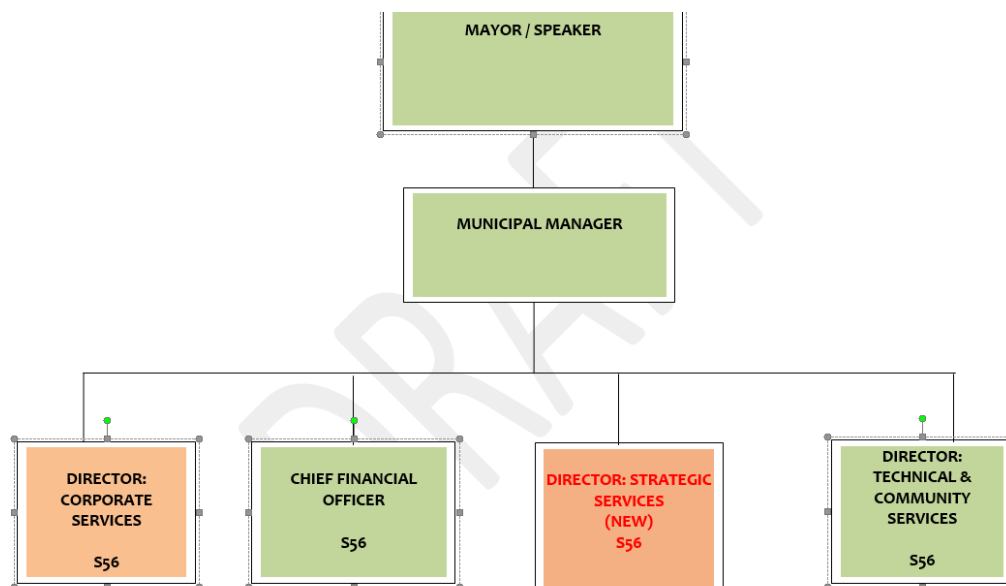 MAYOR / SPEAKER
MUNICIPAL MANAGER
DIRECTOR:
CORPORATE
SERVICES
S56
CHIEF FINANCIAL
OFFICER
S56
DIRECTOR: STRATEGIC
SERVICES
(NEW)
S56
DIRECTOR:
TECHNICAL &
COMMUNITY
SERVICES
S56
DRAFT